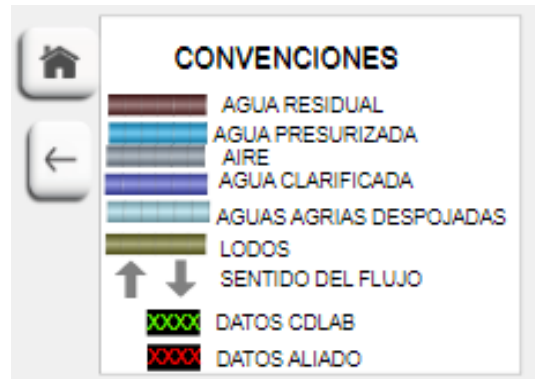 CONVENCIONES
AGUA RESIDUAL
AGUA PRESURIZADA
AIRE
AGUA CLARIFICADA
AGUAS AGRIAS DESPOJADAS
LODOS
SENTIDO DEL FLUJO
XXXX DATOS CDLAB
XXXX DATOS ALIADO